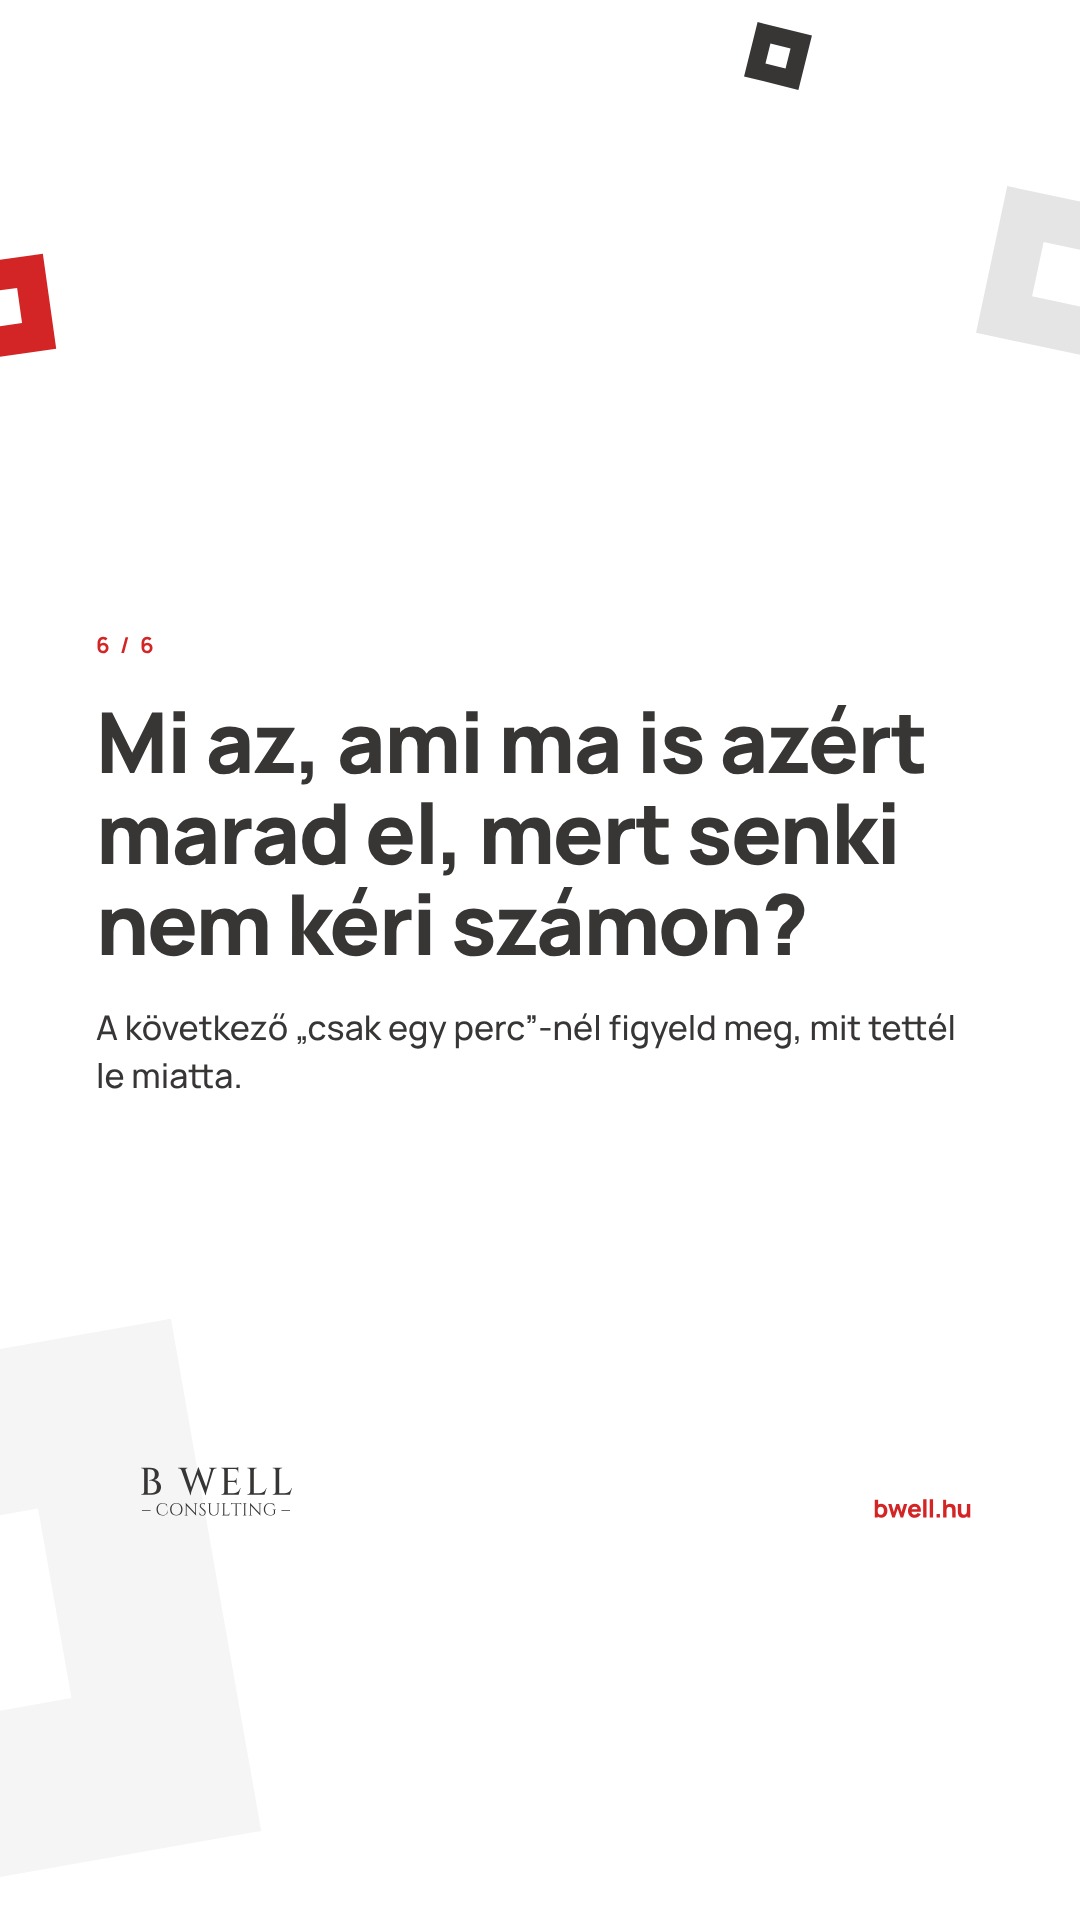 6 / 6
Mi az, ami ma is azért
marad el, mert senki
nem kéri számon?
A következő „csak egy perc”-nél figyeld meg, mit tettél
le miatta.
B WELL
– CONSULTING –
bwell.hu